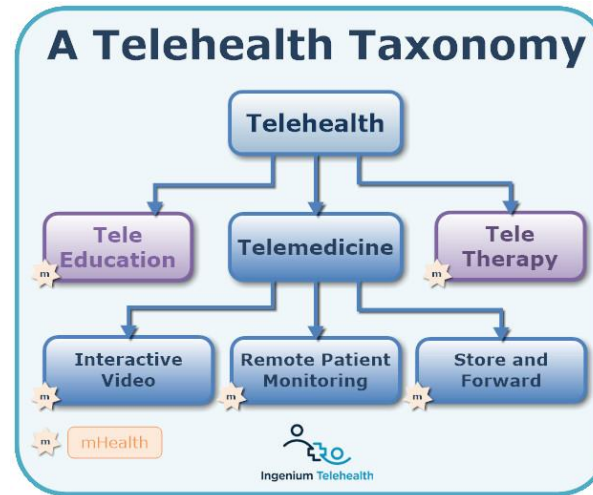 A Telehealth Taxonomy
Telehealth
Tele
Education
Telemedicine
Tele
Therapy
m
m
Interactive
Video
Remote Patient
Monitoring
Store and
Forward
m
m
m
m
mHealth
Ingenium Telehealth